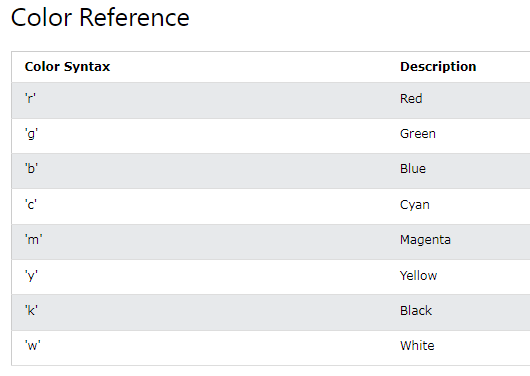 Color Reference
Color Syntax Description
'r' Red
'g' Green
'b' Blue
'c' Cyan
'm' Magenta
'y' Yellow
'k' Black
'w' White